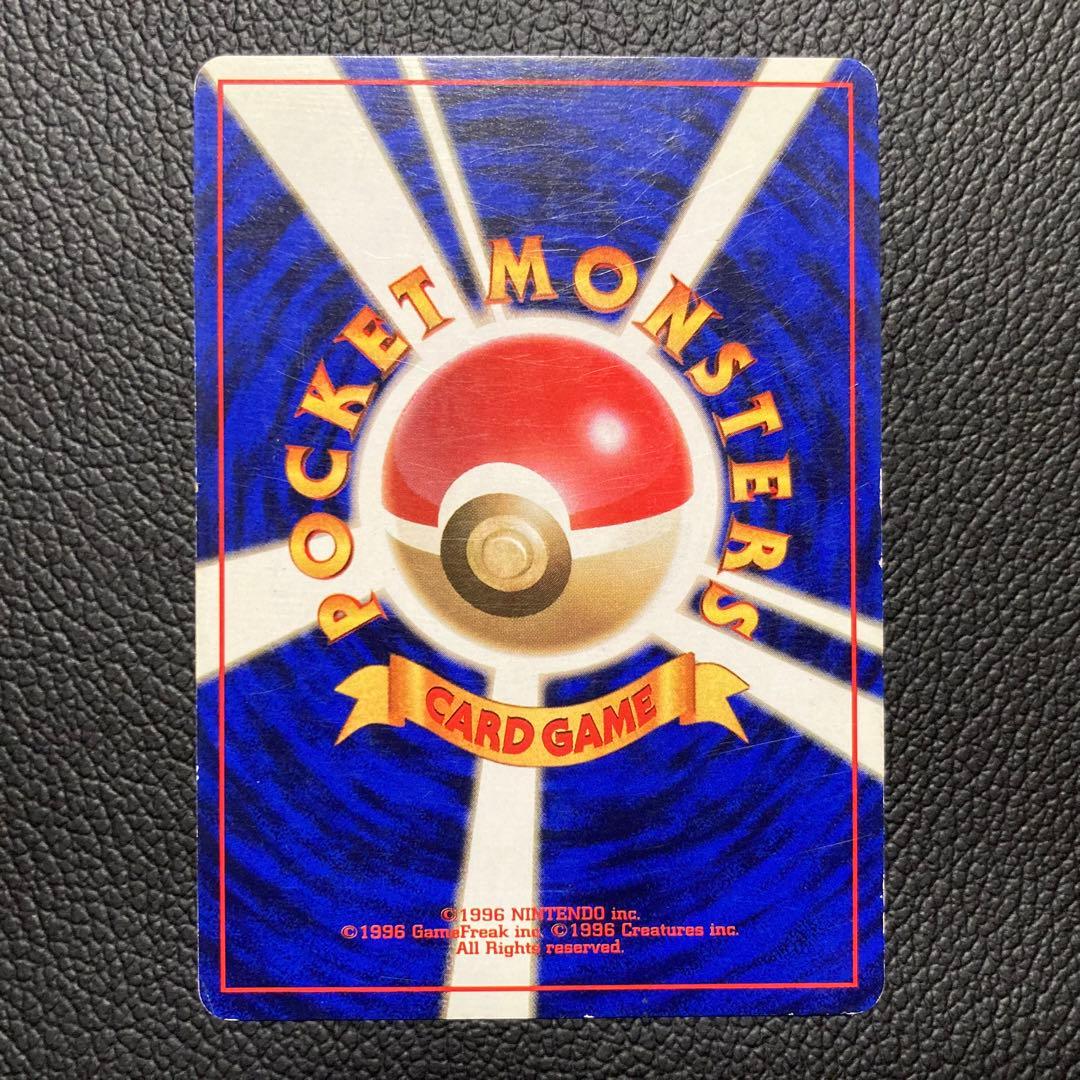 POCKET MONSTERS
CARD GAME
©1996 NINTENDO inc.
©1996 GameFreak inc. ©1996 Creatures inc.
All Rights reserved.